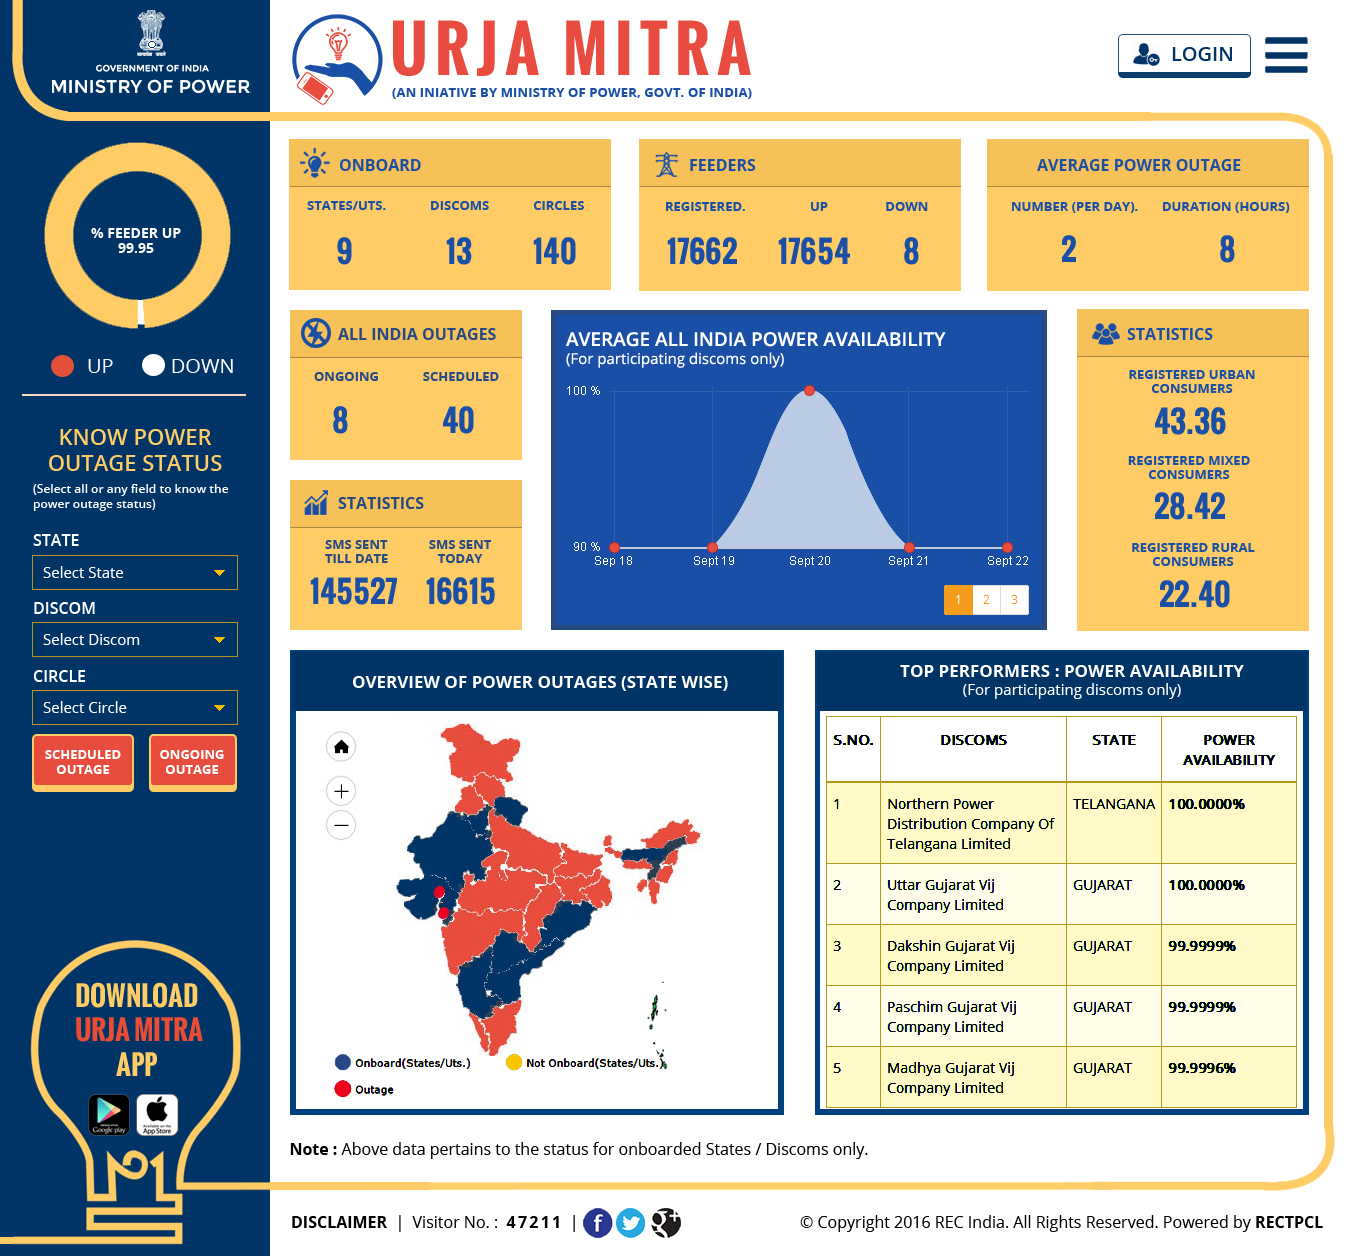 GOVERNMENT OF INDIA
MINISTRY OF POWER
URJA MITRA
(AN INIATIVE BY MINISTRY OF POWER, GOVT. OF INDIA)
LOGIN
% FEEDER UP
99.95
UP
DOWN
KNOW POWER
OUTAGE STATUS
(Select all or any field to know the
power outage status)
STATE
Select State
DISCOM
Select Discom
CIRCLE
Select Circle
SCHEDULED
OUTAGE
ONGOING
OUTAGE
DOWNLOAD
URJA MITRA
APP
Google play
Available on the
App Store
ONBOARD
STATES/UTS. DISCOMS CIRCLES
9 13 140
FEEDERS
REGISTERED. UP DOWN
17662 17654 8
AVERAGE POWER OUTAGE
NUMBER (PER DAY). DURATION (HOURS)
2 8
ALL INDIA OUTAGES
ONGOING SCHEDULED
8 40
STATISTICS
SMS SENT
TILL DATE
SMS SENT
TODAY
145527 16615
AVERAGE ALL INDIA POWER AVAILABILITY
(For participating discoms only)
100 %
90 %
Sep 18 Sept 19 Sept 20 Sept 21 Sept 22
1 2 3
STATISTICS
REGISTERED URBAN
CONSUMERS
43.36
REGISTERED MIXED
CONSUMERS
28.42
REGISTERED RURAL
CONSUMERS
22.40
OVERVIEW OF POWER OUTAGES (STATE WISE)
Onboard(States/Uts.)
Not Onboard(States/Uts.)
Outage
TOP PERFORMERS : POWER AVAILABILITY
(For participating discoms only)
S.NO. DISCOMS STATE POWER
AVAILABILITY
1 Northern Power TELANGANA 100.0000%
Distribution Company Of
Telangana Limited
2 Uttar Gujarat Vij GUJARAT 100.0000%
Company Limited
3 Dakshin Gujarat Vij GUJARAT 99.9999%
Company Limited
4 Paschim Gujarat Vij GUJARAT 99.9999%
Company Limited
5 Madhya Gujarat Vij GUJARAT 99.9996%
Company Limited
Note : Above data pertains to the status for onboarded States / Discoms only.
DISCLAIMER | Visitor No. : 47211 |
© Copyright 2016 REC India. All Rights Reserved. Powered by RECTPCL